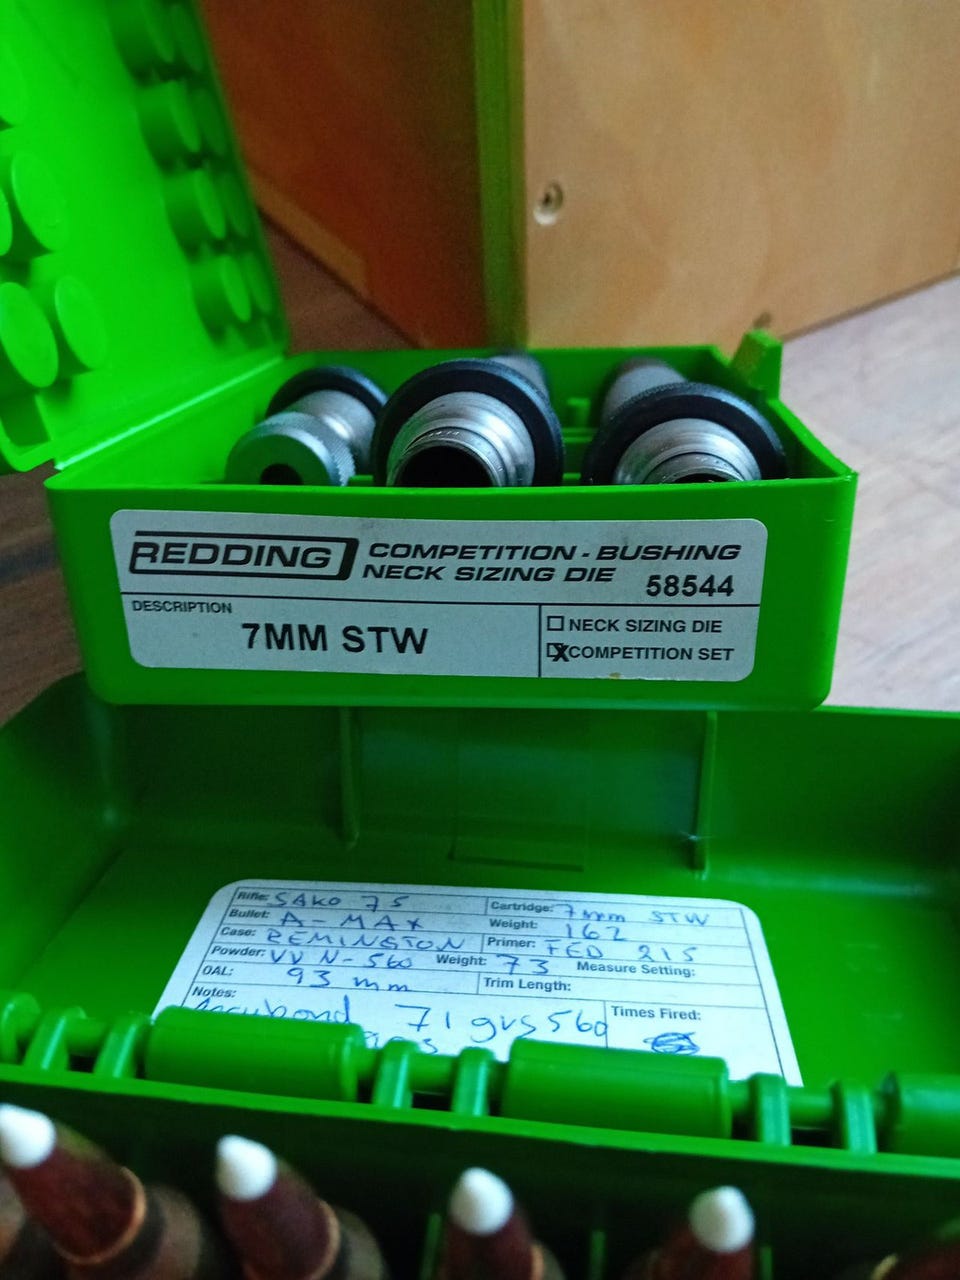 REDDING COMPETITION - BUSHING
NECK SIZING DIE 58544
DESCRIPTION
7MM STW
NECK SIZING DIE
X COMPETITION SET
Rifle: SAKO 75 Cartridge: 7mm STW
Bullet: A-MAX Weight: 162
Case: REMINGTON Primer: FED 215
Powder: VV N-560 Weight: 73 Measure Setting:
OAL: 93 mm Trim Length:
Notes: Times Fired:
Accubond 71 grs 560